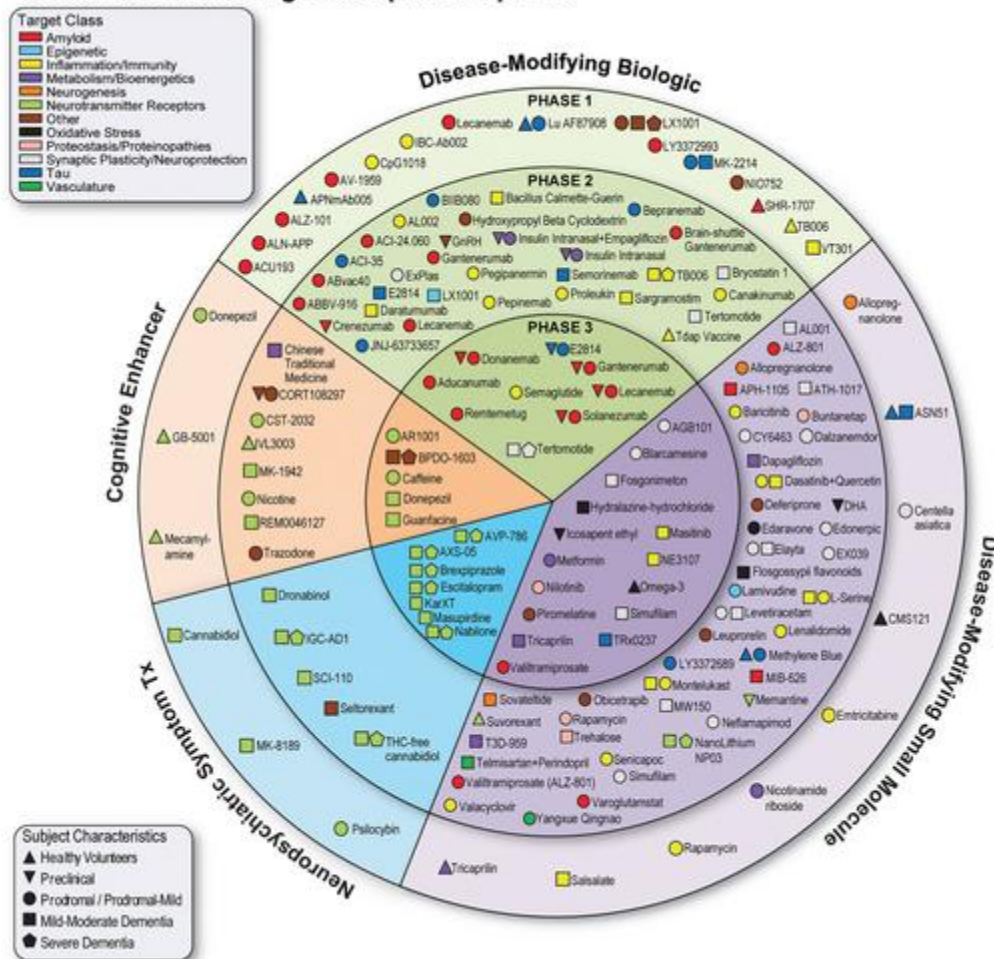 Target Class
Amyloid
Epigenetic
Inflammation/Immunity
Metabolism/Bioenergetics
Neurogenesis
Neurotransmitter Receptors
Other
Oxidative Stress
Proteostasis/Proteinopathies
Synaptic Plasticity/Neuroprotection
Tau
Vasculature
Disease-Modifying Biologic
PHASE 1
Lecanemab
Lu AF87908
LX1001
IBC-Ab002
LY3372993
CpG1018
MK-2214
AV-1959
NIO752
APNmAb005
SHR-1707
ALZ-101
TB006
ALN-APP
VT301
ACU193
PHASE 2
BIIB080
Bacillus Calmette-Guerin
Bepranemab
AL002
Hydroxypropyl Beta Cyclodextrin
ACI-24.060
GnRH
Insulin Intranasal+Empagliflozin
Brain-shuttle
Gantenerumab
ACI-35
Gantenerumab
Insulin Intranasal
ABvac40
ExPlas
Pegipanermin
Semorinemab
TB006
Bryostatin 1
E2814
LX1001
Proleukin
Canakinumab
ABBV-916
Daratumumab
Pepinemab
Sargramostim
Crenezumab
Lecanemab
Tertomotide
JNJ-63733657
Tdap Vaccine
PHASE 3
Donanemab
E2814
Gantenerumab
Aducanumab
Semaglutide
Lecanemab
Remternetug
Solanezumab
Tertomotide
Cognitive Enhancer
Donepezil
GB-5001
Mecamyl-
amine
Chinese
Traditional
Medicine
CORT108297
CST-2032
IVL3003
MK-1942
Nicotine
REM0046127
Trazodone
AR1001
BPDO-1603
Caffeine
Donepezil
Guanfacine
Neuropsychiatric Symptom Tx
AVP-786
AXS-05
Brexpiprazole
Escitalopram
KarXT
Masupirdine
Nabilone
Dronabinol
IGC-AD1
SCI-110
Seltorexant
THC-free
cannabidiol
Cannabidiol
MK-8189
Psilocybin
Disease-Modifying Small Molecule
AGB101
Blarcamesine
Fosgonimeton
Hydralazine-hydrochloride
Icosapent ethyl
Masitinib
Metformin
NE3107
Nilotinib
Omega-3
Piromelatine
Simufilam
Tricaprilin
TRx0237
Valiltramiprosate
AL001
ALZ-801
Allopregnanolone
APH-1105
ATH-1017
Baricitinib
Buntanetap
CY6463
Dalzanemdor
Dapagliflozin
Dasatinib+Quercetin
Deferiprone
DHA
Edaravone
Edonerpic
Elayta
EX039
Flosgossypii flavonoids
Lamivudine
L-Serine
Levetiracetam
Leuprorelin
Lenalidomide
LY3372689
Methylene Blue
Montelukast
MIB-626
MW150
Memantine
Sovateltide
Obicetrapib
Neflamapimod
Suvorexant
Rapamycin
T3D-959
Trehalose
NanoLithium
NP03
Telmisartan+Perindopril
Senicapoc
Simufilam
Valiltramiprosate (ALZ-801)
Valacyclovir
Varoglutamstat
Yangxue Qingnao
Allopreg-
nanolone
ASN51
Centella
asiatica
CMS121
Emtricitabine
Nicotinamide
riboside
Rapamycin
Salsalate
Tricaprilin
Subject Characteristics
Healthy Volunteers
Preclinical
Prodromal / Prodromal-Mild
Mild-Moderate Dementia
Severe Dementia